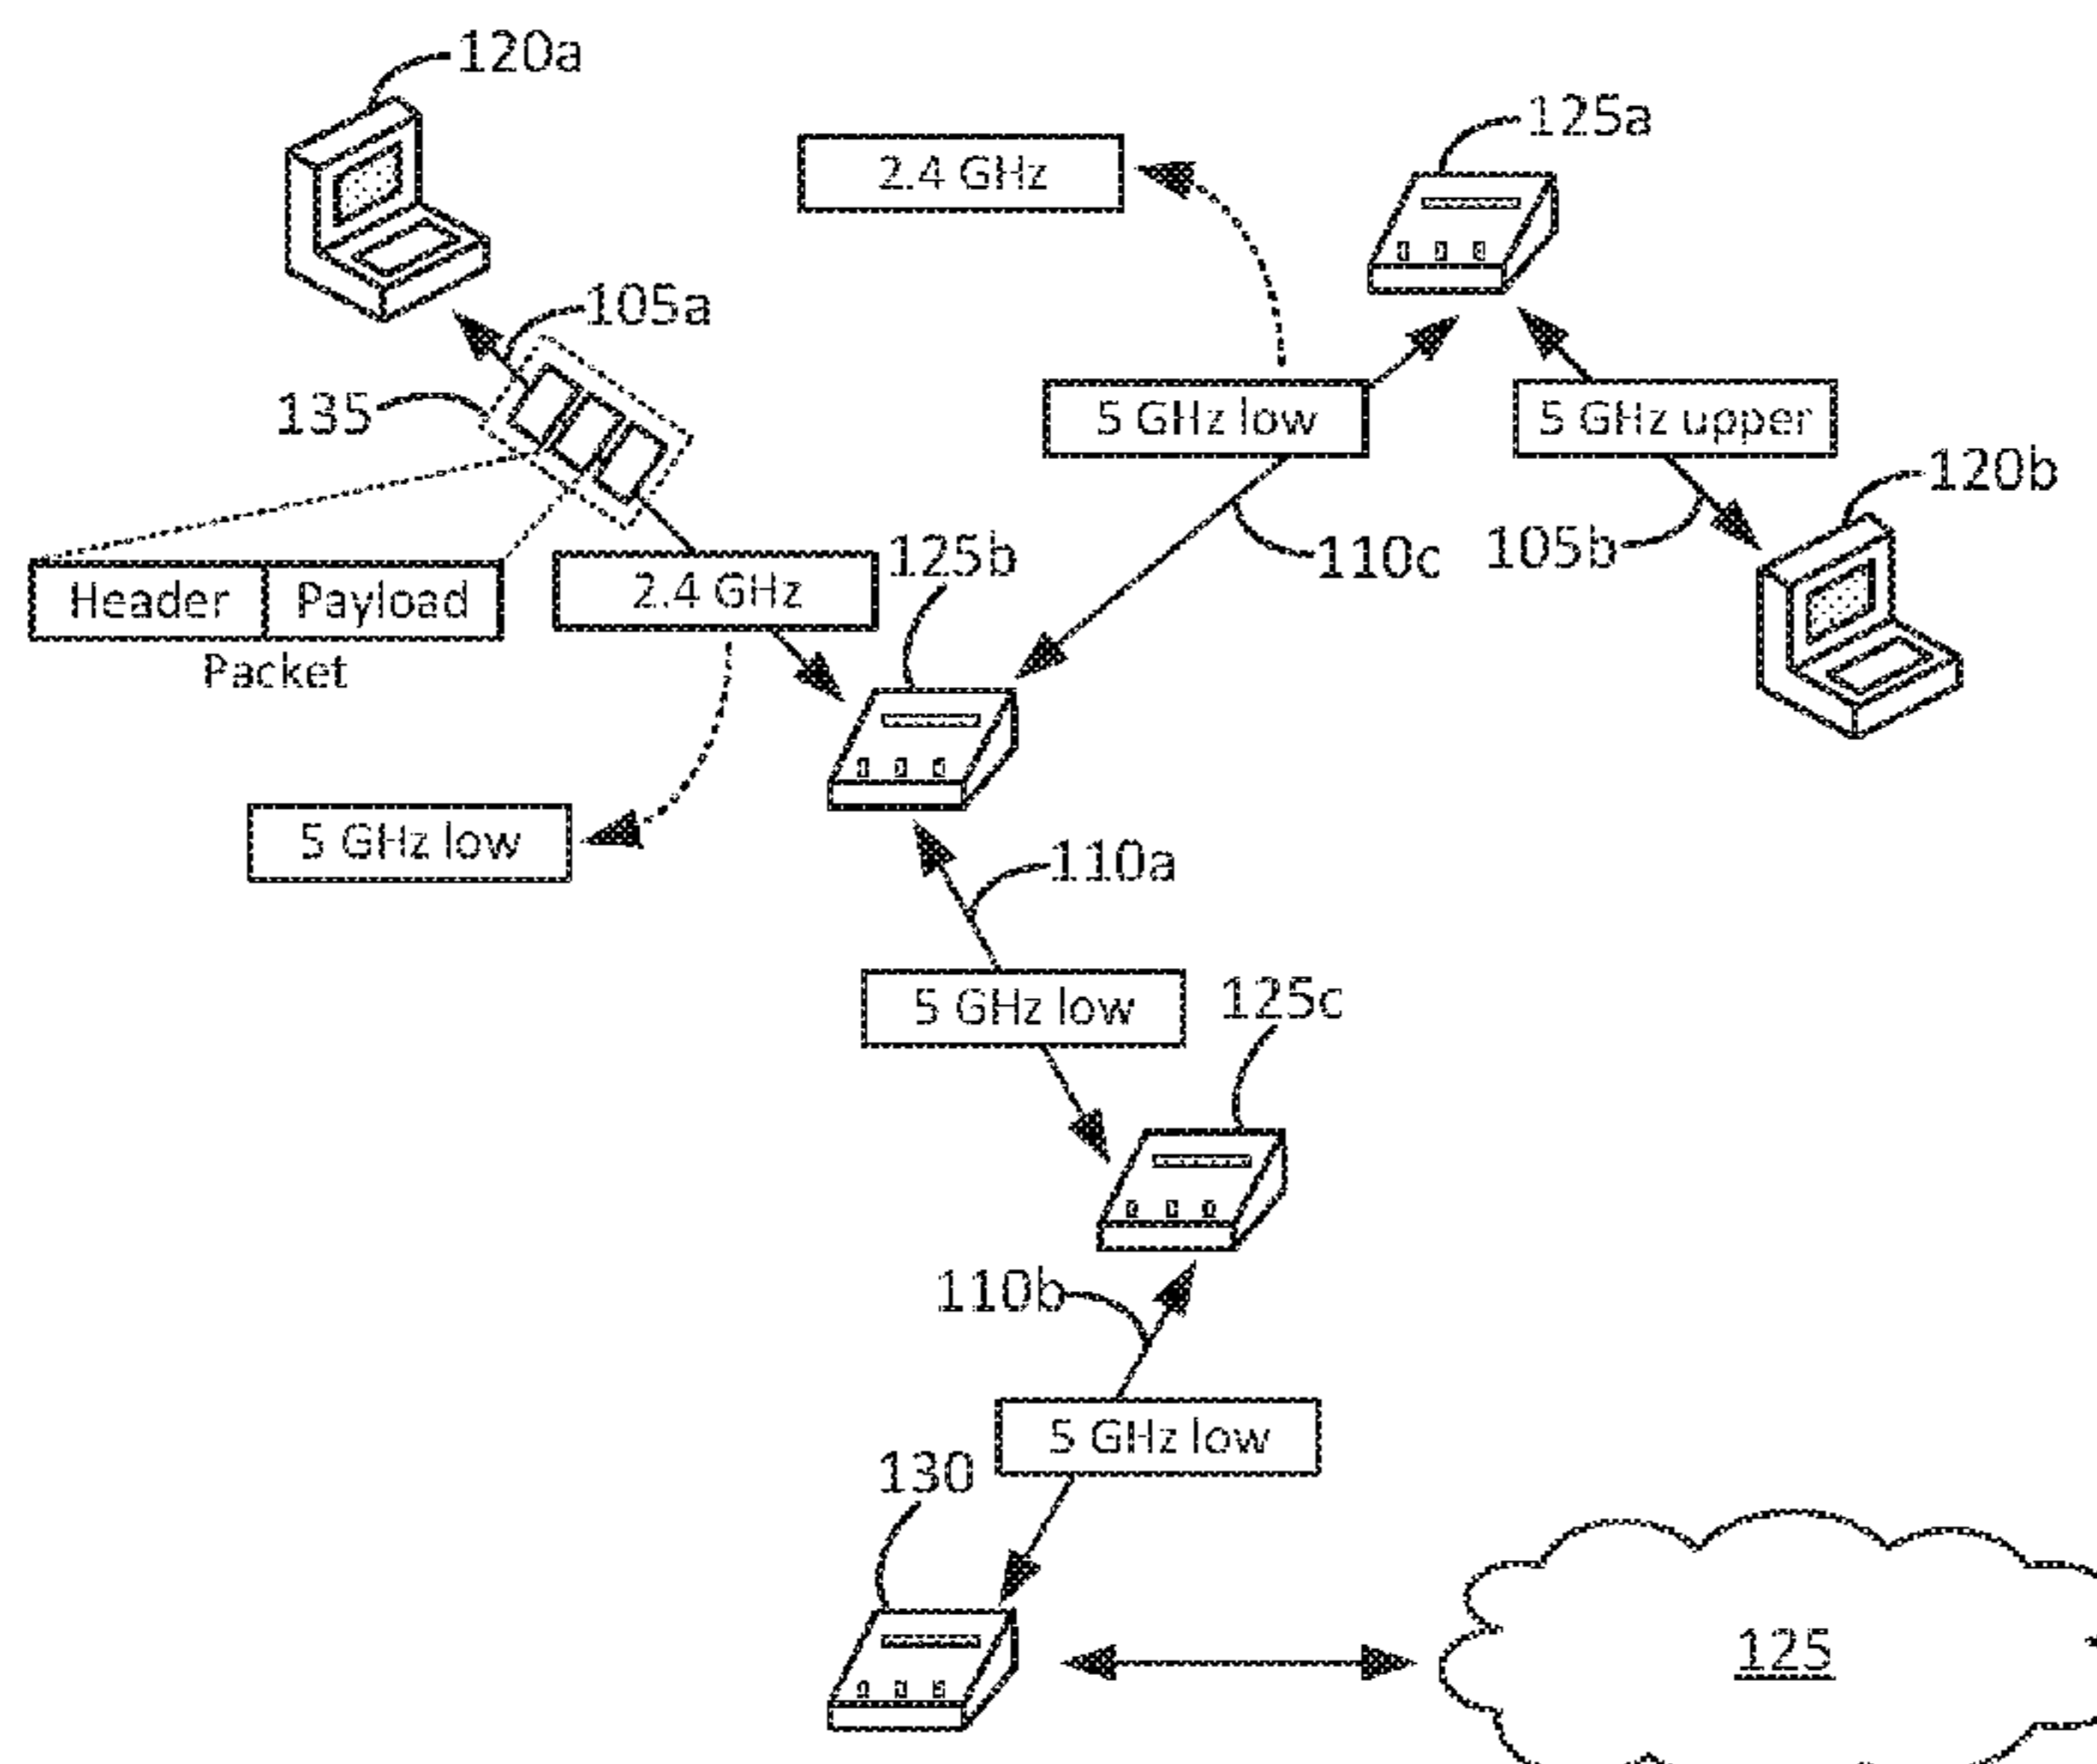 120a
125a
2.4 GHz
105a
135
5 GHz low
5 GHz upper
120b
125b
110c
105b
Header
Payload
2.4 GHz
Packet
5 GHz low
110a
5 GHz low
125c
110b
5 GHz low
130
125